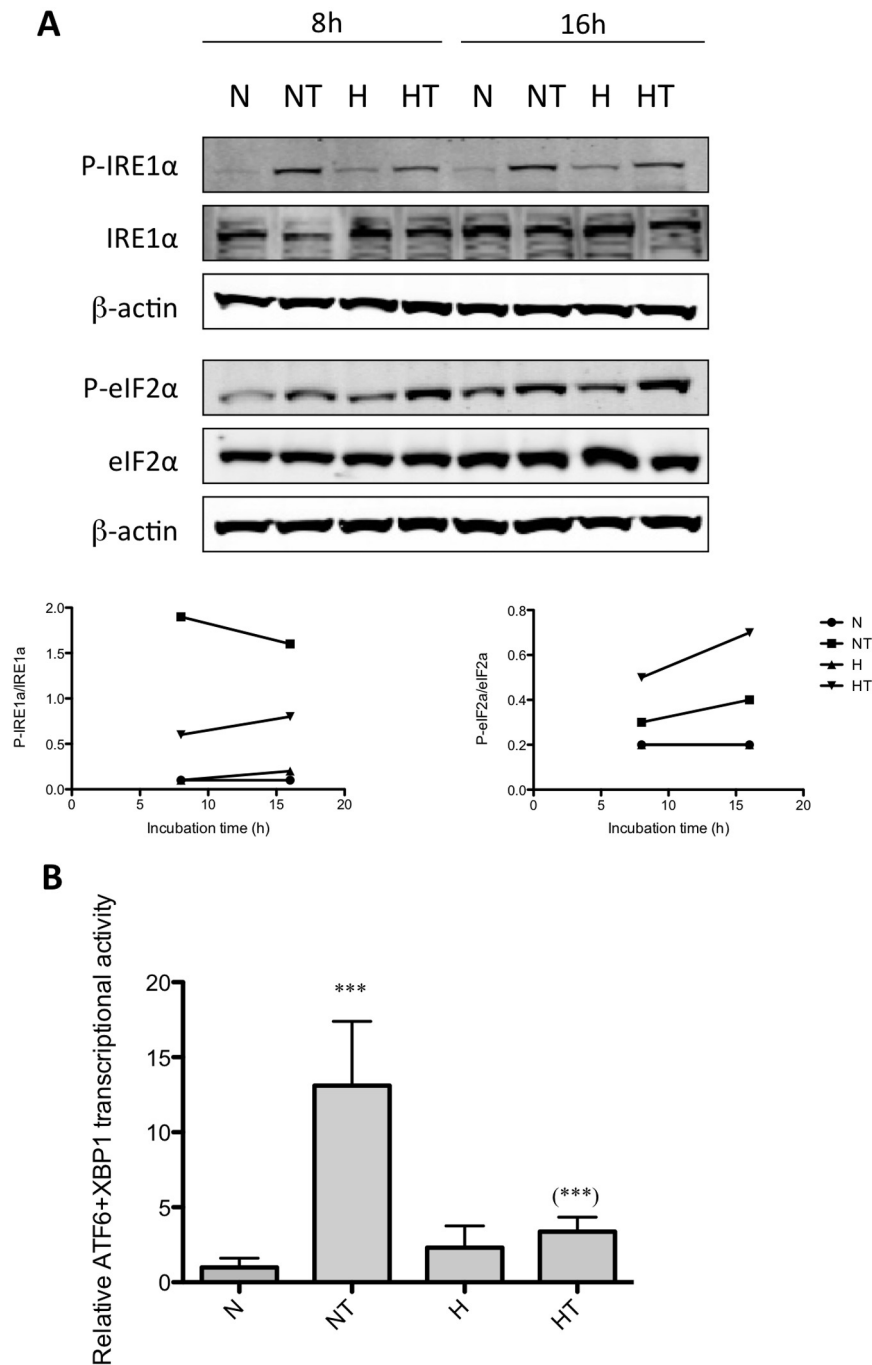 A
8h 16h
N NT H HT N NT H HT
P-IRE1α
IRE1α
β-actin
P-eIF2α
eIF2α
β-actin
P-IRE1a/IRE1a
2.0
1.5
1.0
0.5
0.0
0 5 10 15 20
Incubation time (h)
P-eIF2a/eIF2a
0.8
0.6
0.4
0.2
0.0
0 5 10 15 20
Incubation time (h)
N
NT
H
HT
B
Relative ATF6+XBP1 transcriptional activity
20
15
10
5
0
***
(***)
N NT H HT